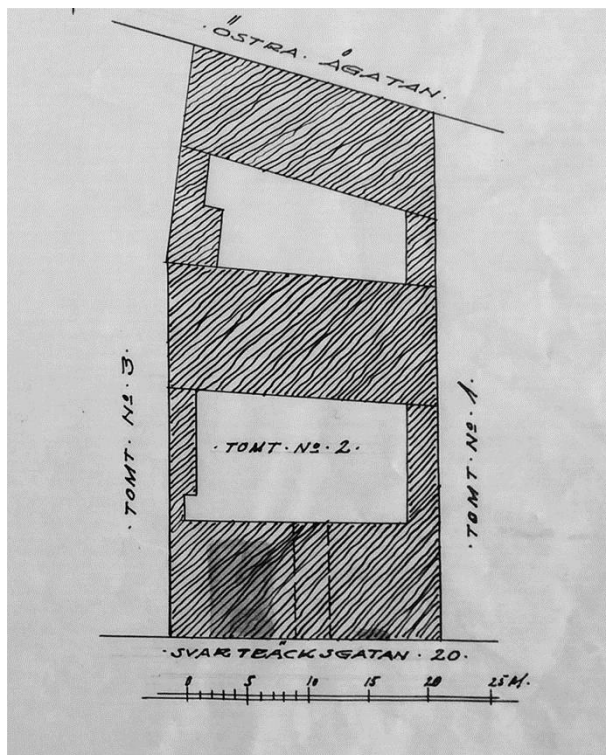 ·ÖSTRA·ÅGATAN·
·TOMT·No·3·
·TOMT·No·2·
·TOMT·No·1·
·SVARTBÄCKSGATAN·20·
0 5 10 15 20 25 M.